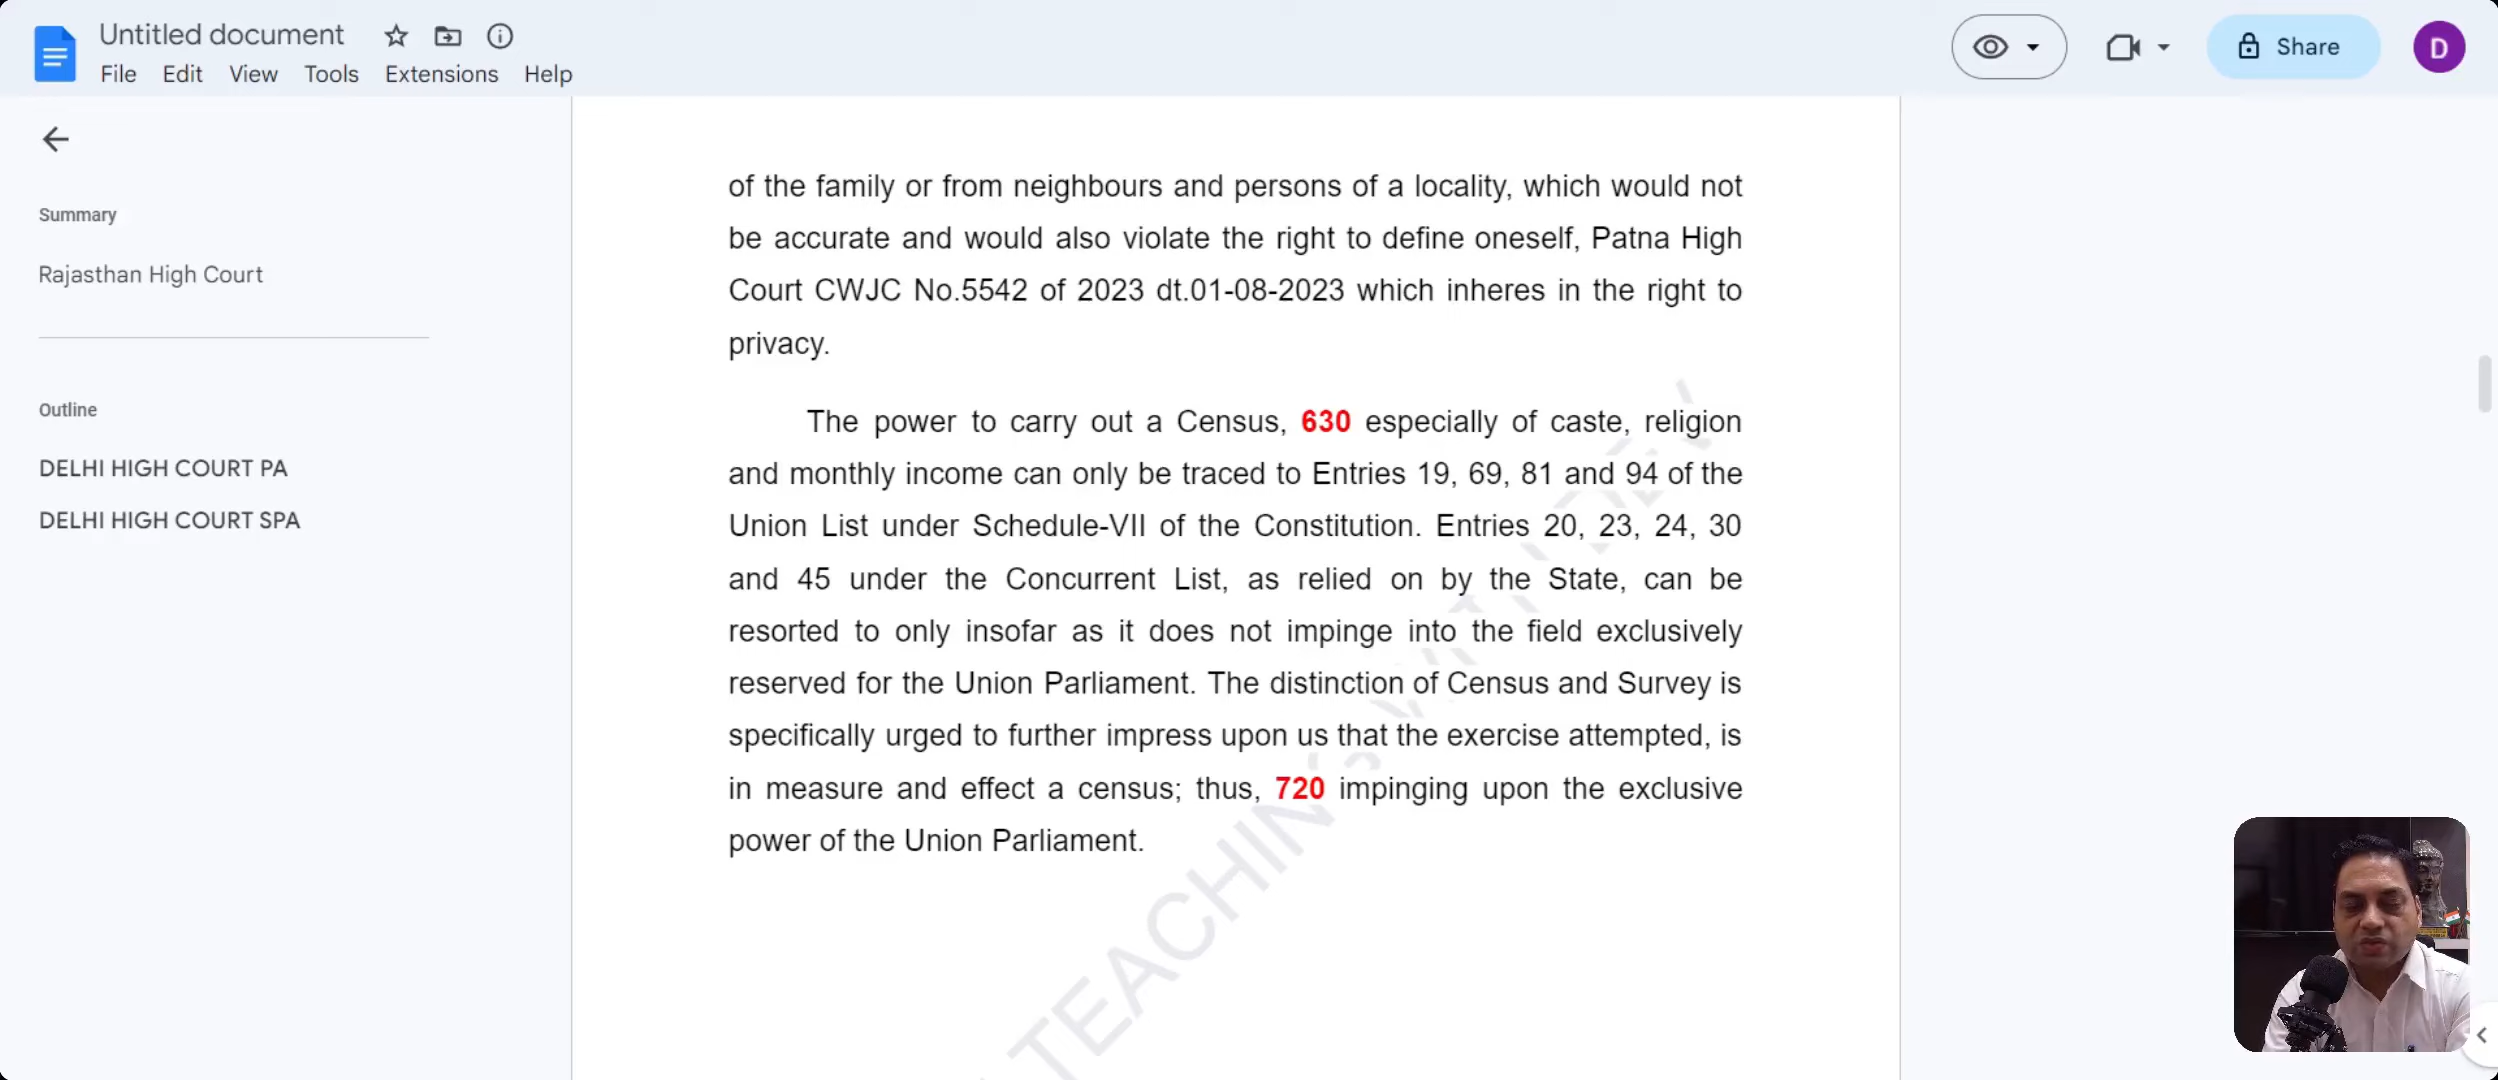 Untitled document
File Edit View Tools Extensions Help
Share
D
Summary
Rajasthan High Court
Outline
DELHI HIGH COURT PA
DELHI HIGH COURT SPA
of the family or from neighbours and persons of a locality, which would not
be accurate and would also violate the right to define oneself, Patna High
Court CWJC No.5542 of 2023 dt.01-08-2023 which inheres in the right to
privacy.
The power to carry out a Census, 630 especially of caste, religion
and monthly income can only be traced to Entries 19, 69, 81 and 94 of the
Union List under Schedule-VII of the Constitution. Entries 20, 23, 24, 30
and 45 under the Concurrent List, as relied on by the State, can be
resorted to only insofar as it does not impinge into the field exclusively
reserved for the Union Parliament. The distinction of Census and Survey is
specifically urged to further impress upon us that the exercise attempted, is
in measure and effect a census; thus, 720 impinging upon the exclusive
power of the Union Parliament.
TEACHING